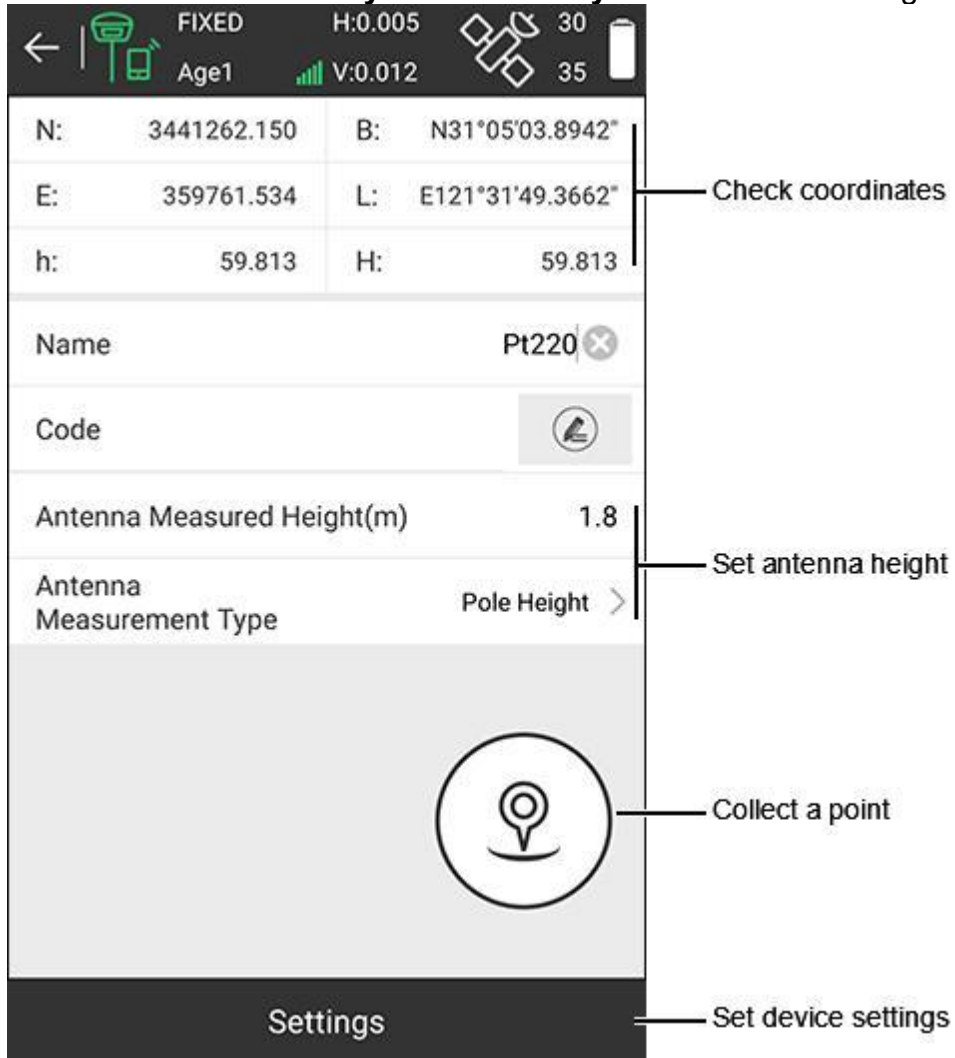 FIXED H:0.005 30
Age1 V:0.012 35
N: 3441262.150 B: N31°05'03.8942"
E: 359761.534 L: E121°31'49.3662" Check coordinates
h: 59.813 H: 59.813
Name Pt220
Code
Antenna Measured Height(m) 1.8
Set antenna height
Antenna
Measurement Type Pole Height
Collect a point
Settings Set device settings